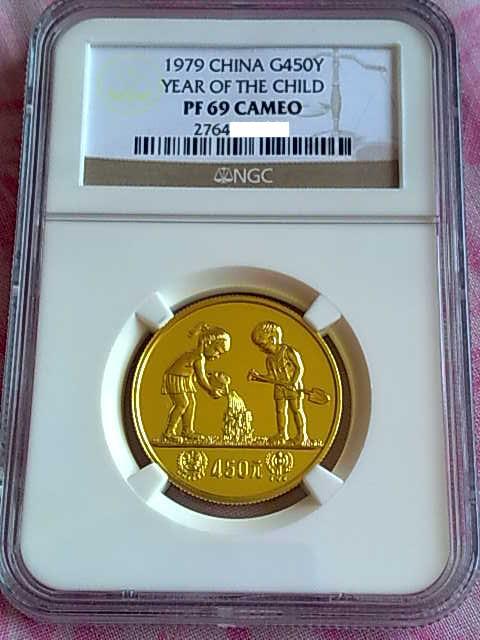 1979 CHINA G450Y
YEAR OF THE CHILD
PF 69 CAMEO
2764
NGC
450元